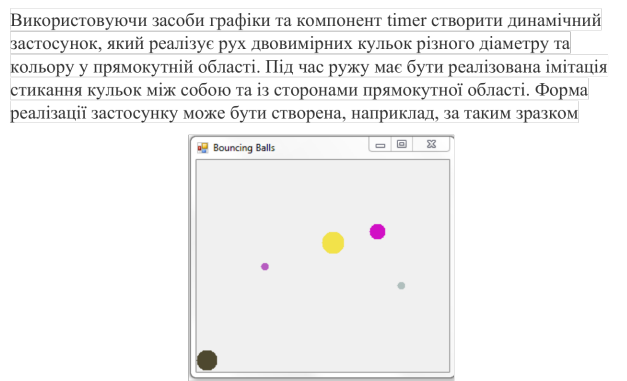 Використовуючи засоби графіки та компонент timer створити динамічний
застосунок, який реалізує рух двовимірних кульок різного діаметру та
кольору у прямокутній області. Під час ружу має бути реалізована імітація
стикання кульок між собою та із сторонами прямокутної області. Форма
реалізації застосунку може бути створена, наприклад, за таким зразком
Bouncing Balls